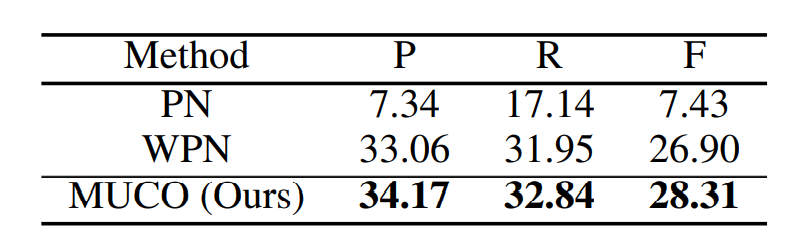 Method P R F
PN 7.34 17.14 7.43
WPN 33.06 31.95 26.90
MUCO (Ours) 34.17 32.84 28.31